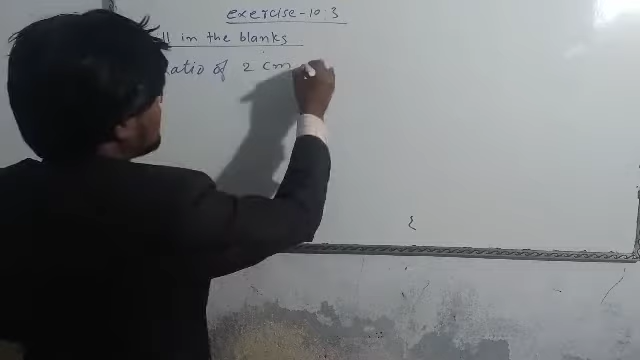 exercise-10.3
ll in the blanks
atio of 2 cm